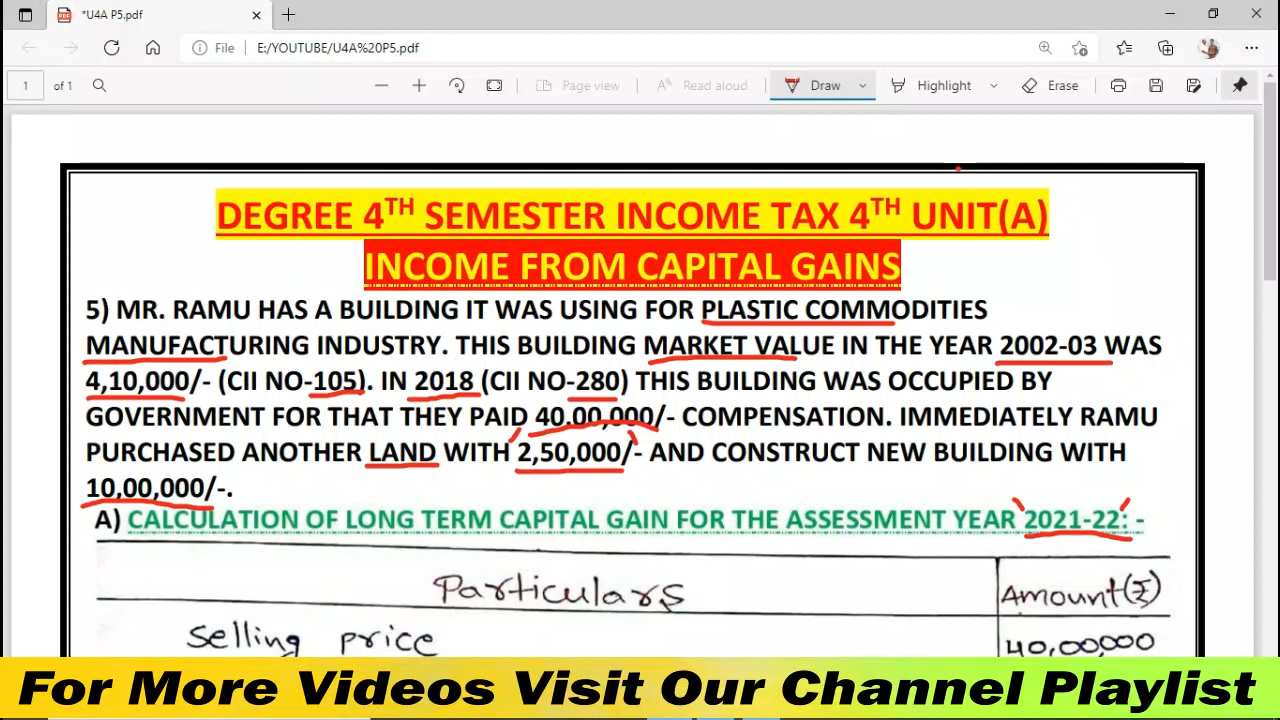 *U4A P5.pdf
File E:/YOUTUBE/U4A%20P5.pdf
1 of 1 Page view Read aloud Draw Highlight Erase
DEGREE 4TH SEMESTER INCOME TAX 4TH UNIT(A)
INCOME FROM CAPITAL GAINS
5) MR. RAMU HAS A BUILDING IT WAS USING FOR PLASTIC COMMODITIES
MANUFACTURING INDUSTRY. THIS BUILDING MARKET VALUE IN THE YEAR 2002-03 WAS
4,10,000/- (CII NO-105). IN 2018 (CII NO-280) THIS BUILDING WAS OCCUPIED BY
GOVERNMENT FOR THAT THEY PAID 40,00,000/- COMPENSATION. IMMEDIATELY RAMU
PURCHASED ANOTHER LAND WITH 2,50,000/- AND CONSTRUCT NEW BUILDING WITH
10,00,000/-.
A) CALCULATION OF LONG TERM CAPITAL GAIN FOR THE ASSESSMENT YEAR 2021-22: -
Particulars Amount(₹)
Selling price 40,00,000
For More Videos Visit Our Channel Playlist